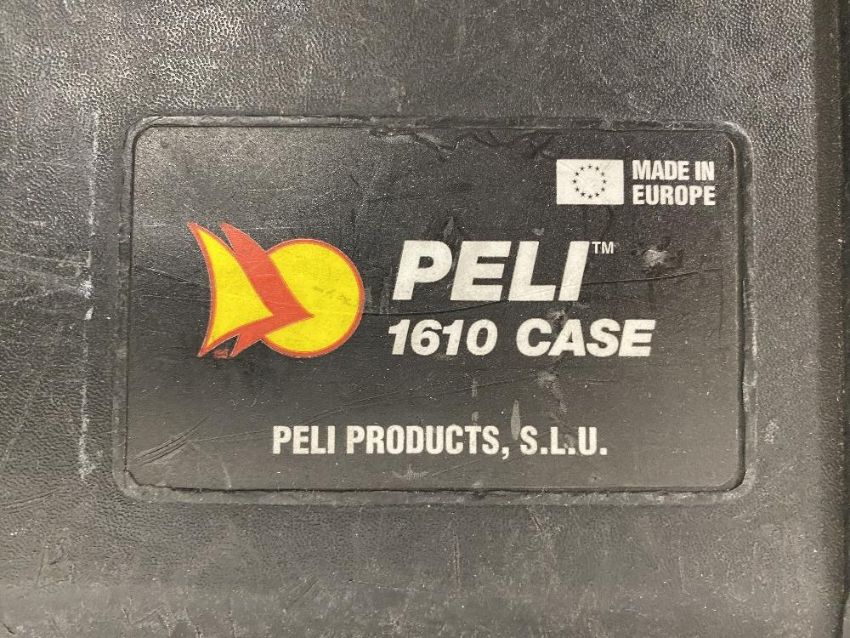 MADE IN
EUROPE
PELI™
1610 CASE
PELI PRODUCTS, S.L.U.